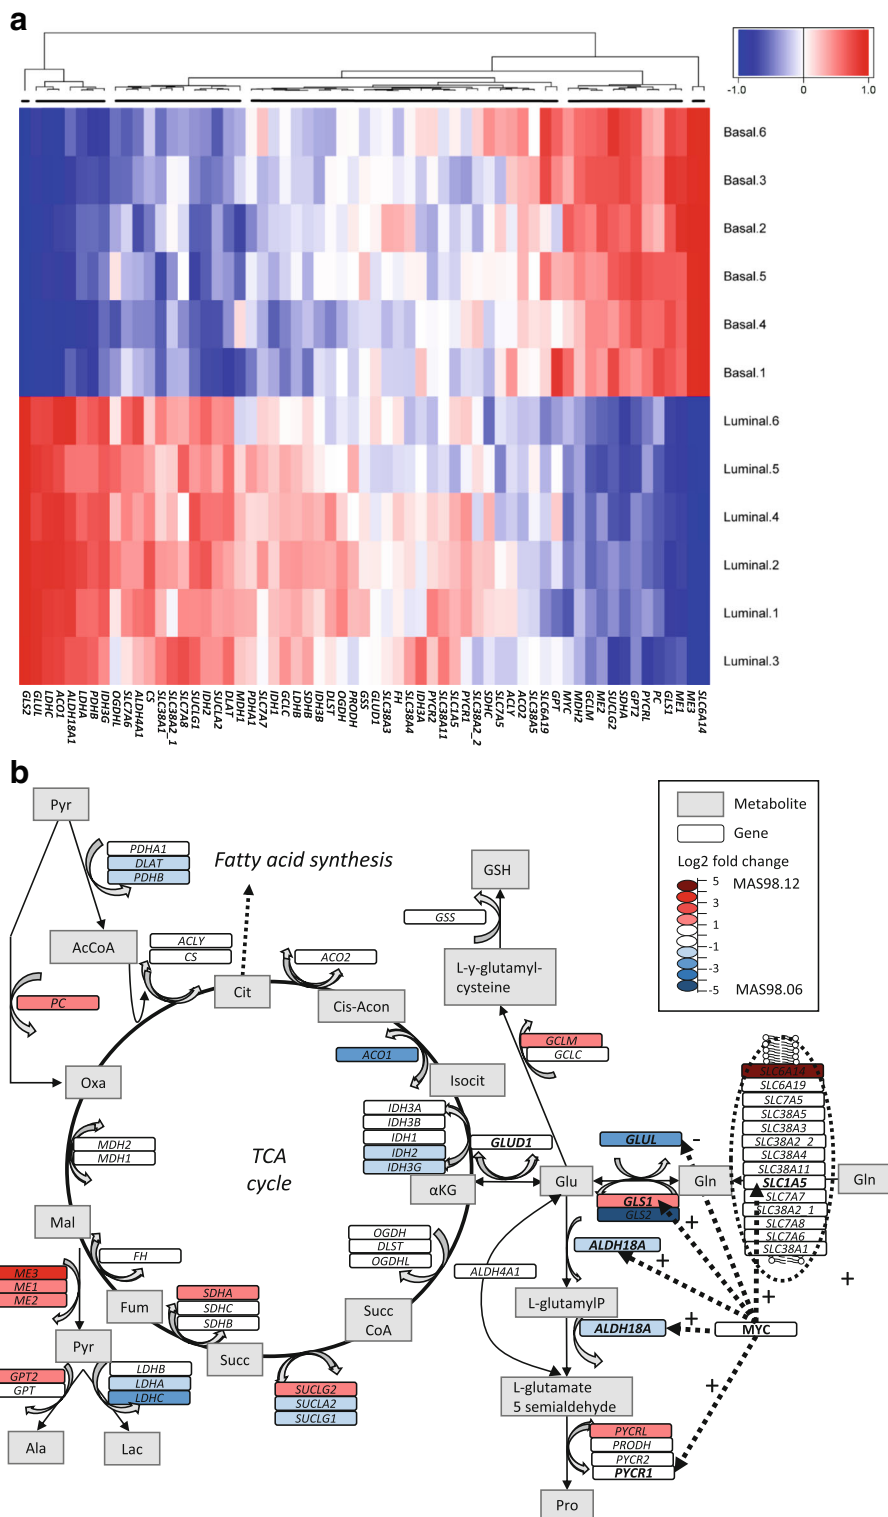 a
-1.0 0 1.0
Basal.6
Basal.3
Basal.2
Basal.5
Basal.4
Basal.1
Luminal.6
Luminal.5
Luminal.4
Luminal.2
Luminal.1
Luminal.3
GLS2
GLUL
LDHC
ACO1
ALDH18A1
LDHA
PDHB
IDH3G
OGDHL
SLC7A6
ALDH4A1
CS
SLC38A1
SLC38A2_1
SLC7A8
SUCLG1
IDH2
SUCLA2
DLAT
MDH1
PDHA1
SLC7A7
IDH1
GCLC
LDHB
SDHB
IDH3B
DLST
OGDH
PRODH
GSS
GLUD1
SLC38A3
FH
SLC38A4
IDH3A
PYCR2
SLC38A11
SLC1A5
PYCR1
SLC38A2_2
SDHC
SLC7A5
ACLY
ACO2
SLC38A5
SLC6A19
GPT
MYC
MDH2
GCLM
ME2
SUCLG2
SDHA
GPT2
PYCRL
PC
GLS1
ME1
ME3
SLC6A14
b
Pyr
PDHA1
DLAT
PDHB
Fatty acid synthesis
AcCoA
ACLY
CS
PC
Cit
ACO2
Cis-Acon
ACO1
Isocit
Oxa
MDH2
MDH1
TCA
cycle
IDH3A
IDH3B
IDH1
IDH2
IDH3G
GLUD1
αKG
Mal
FH
ME3
ME1
ME2
Fum
SDHA
SDHC
SDHB
OGDH
DLST
OGDHL
Succ
CoA
Succ
SUCLG2
SUCLA2
SUCLG1
Pyr
GPT2
GPT
LDHB
LDHA
LDHC
Ala
Lac
GSH
GSS
L-y-glutamyl-
cysteine
GCLM
GCLC
Glu
GLUL
-
GLS1
GLS2
+
Gln
Gln
ALDH18A
+
ALDH4A1
L-glutamylP
ALDH18A
+
MYC
+
+
+
L-glutamate
5 semialdehyde
PYCRL
PRODH
PYCR2
PYCR1
Pro
SLC6A14
SLC6A19
SLC7A5
SLC38A5
SLC38A3
SLC38A2_2
SLC38A4
SLC38A11
SLC1A5
SLC7A7
SLC38A2_1
SLC7A8
SLC7A6
SLC38A1
Metabolite
Gene
Log2 fold change
5 MAS98.12
3
1
-1
-3
-5 MAS98.06